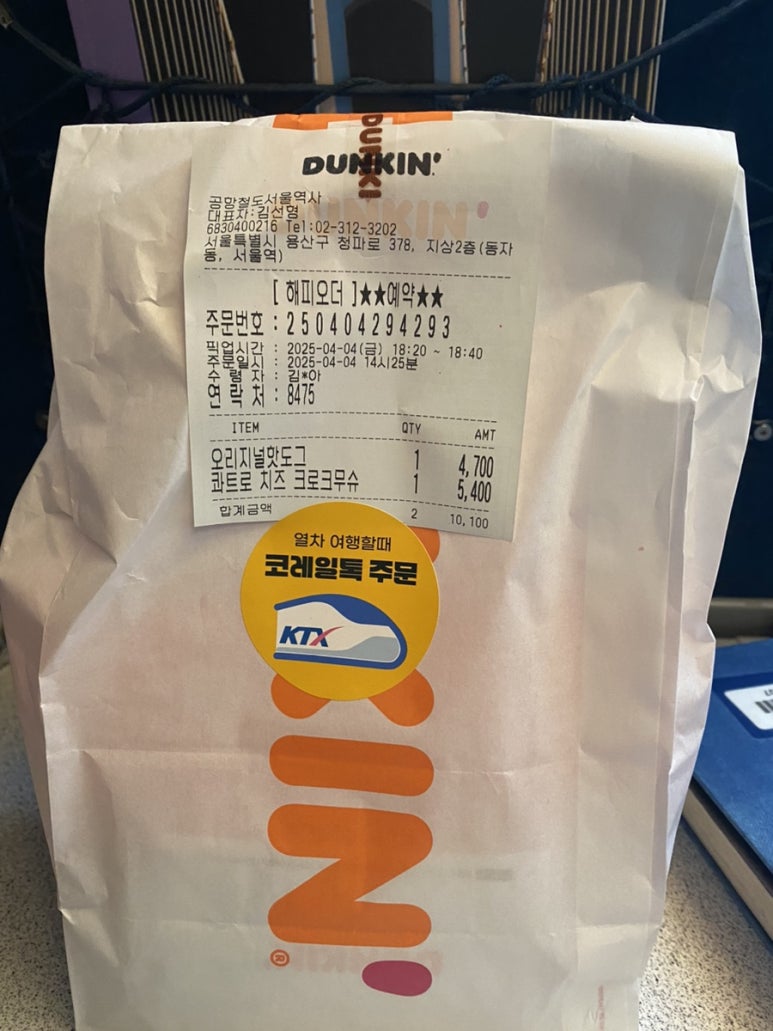 DUNKIN'
DUNKI
공항철도서울역사
대표자:김선형
6830400216 Tel:02-312-3202
서울특별시 용산구 청파로 378, 지상2층(동자
동, 서울역)
[ 해피오더 ]★★예약★★
주문번호 : 250404294293
픽업시간 : 2025-04-04(금) 18:20 ~ 18:40
주문일시 : 2025-04-04 14시25분
수 령 자 : 김*아
연 락 처 : 8475
ITEM QTY AMT
오리지널핫도그 1 4,700
콰트로 치즈 크로크무슈 1 5,400
합계금액 2 10,100
열차 여행할때
코레일톡 주문
KTX
KIN'
®